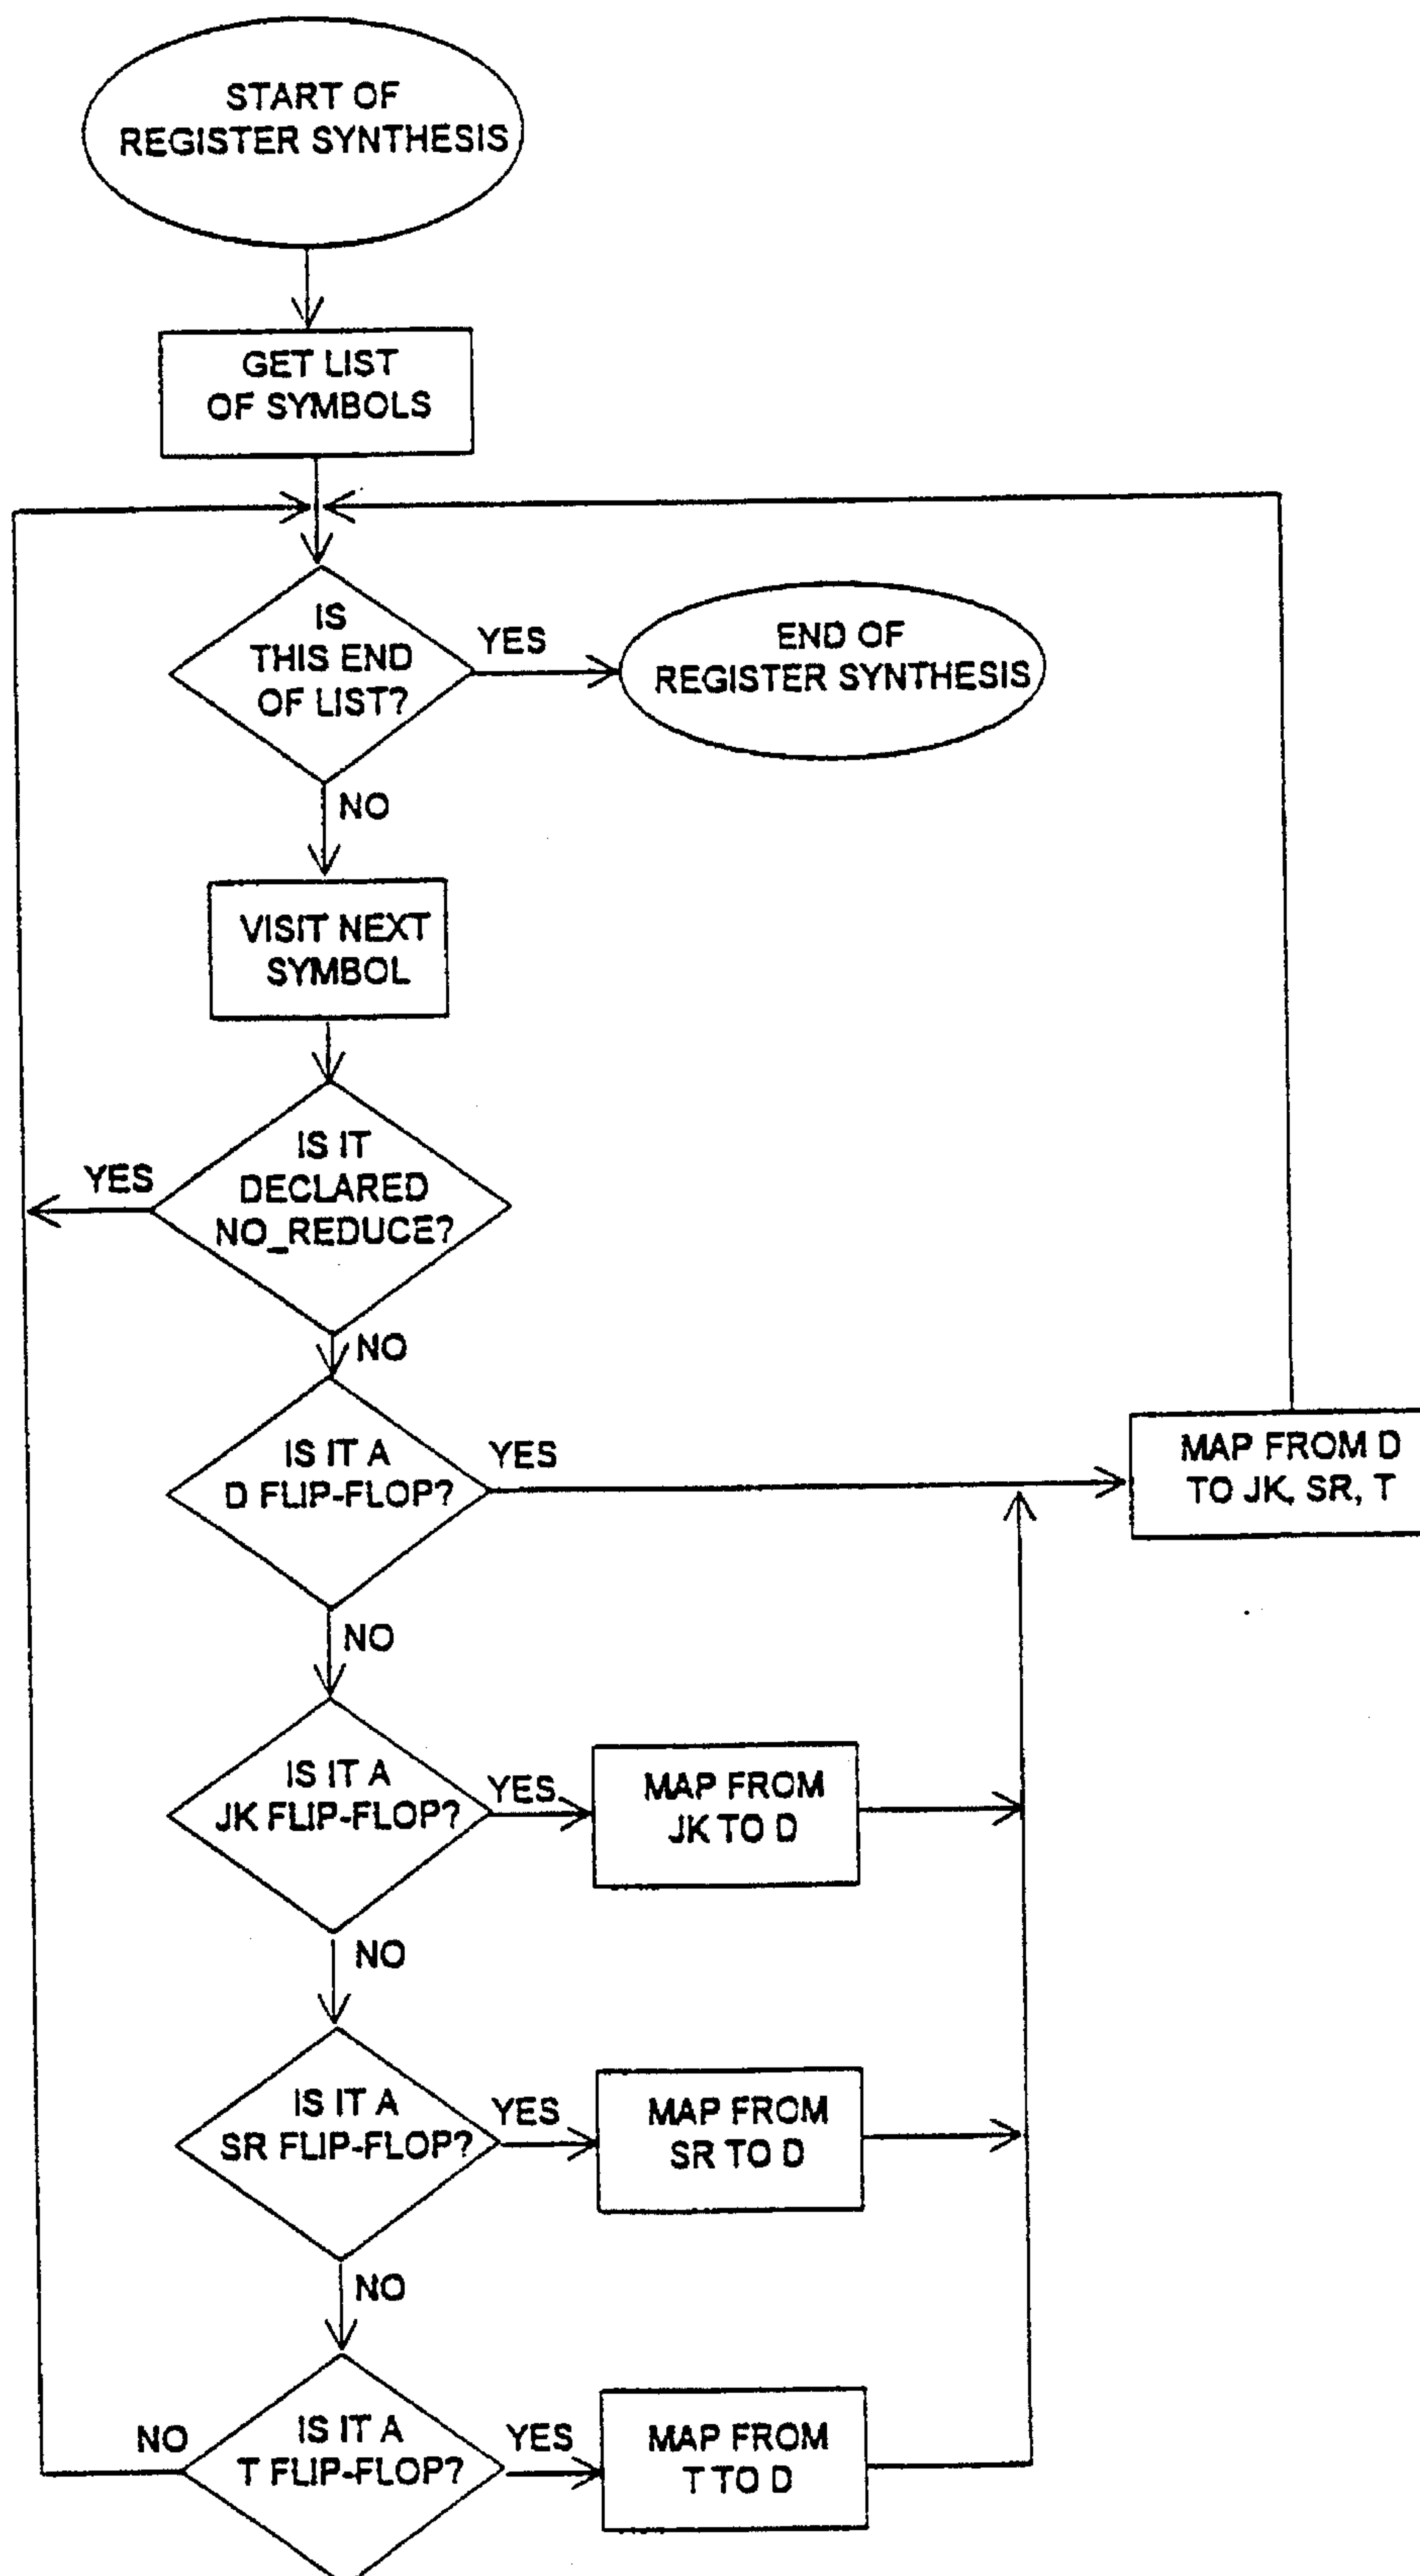 START OF
REGISTER SYNTHESIS
GET LIST
OF SYMBOLS
IS
THIS END
OF LIST?
YES
END OF
REGISTER SYNTHESIS
NO
VISIT NEXT
SYMBOL
IS IT
DECLARED
NO_REDUCE?
YES
NO
IS IT A
D FLIP-FLOP?
YES
MAP FROM D
TO JK, SR, T
NO
IS IT A
JK FLIP-FLOP?
YES
MAP FROM
JK TO D
NO
IS IT A
SR FLIP-FLOP?
YES
MAP FROM
SR TO D
NO
IS IT A
T FLIP-FLOP?
NO
YES
MAP FROM
T TO D